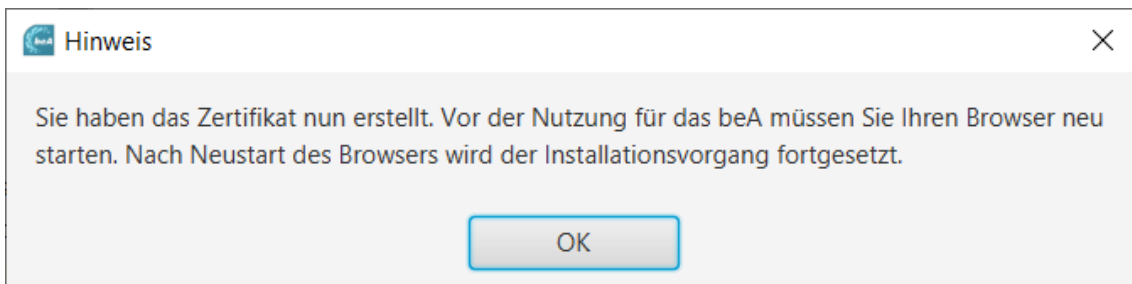 beA Hinweis
Sie haben das Zertifikat nun erstellt. Vor der Nutzung für das beA müssen Sie Ihren Browser neu
starten. Nach Neustart des Browsers wird der Installationsvorgang fortgesetzt.
OK